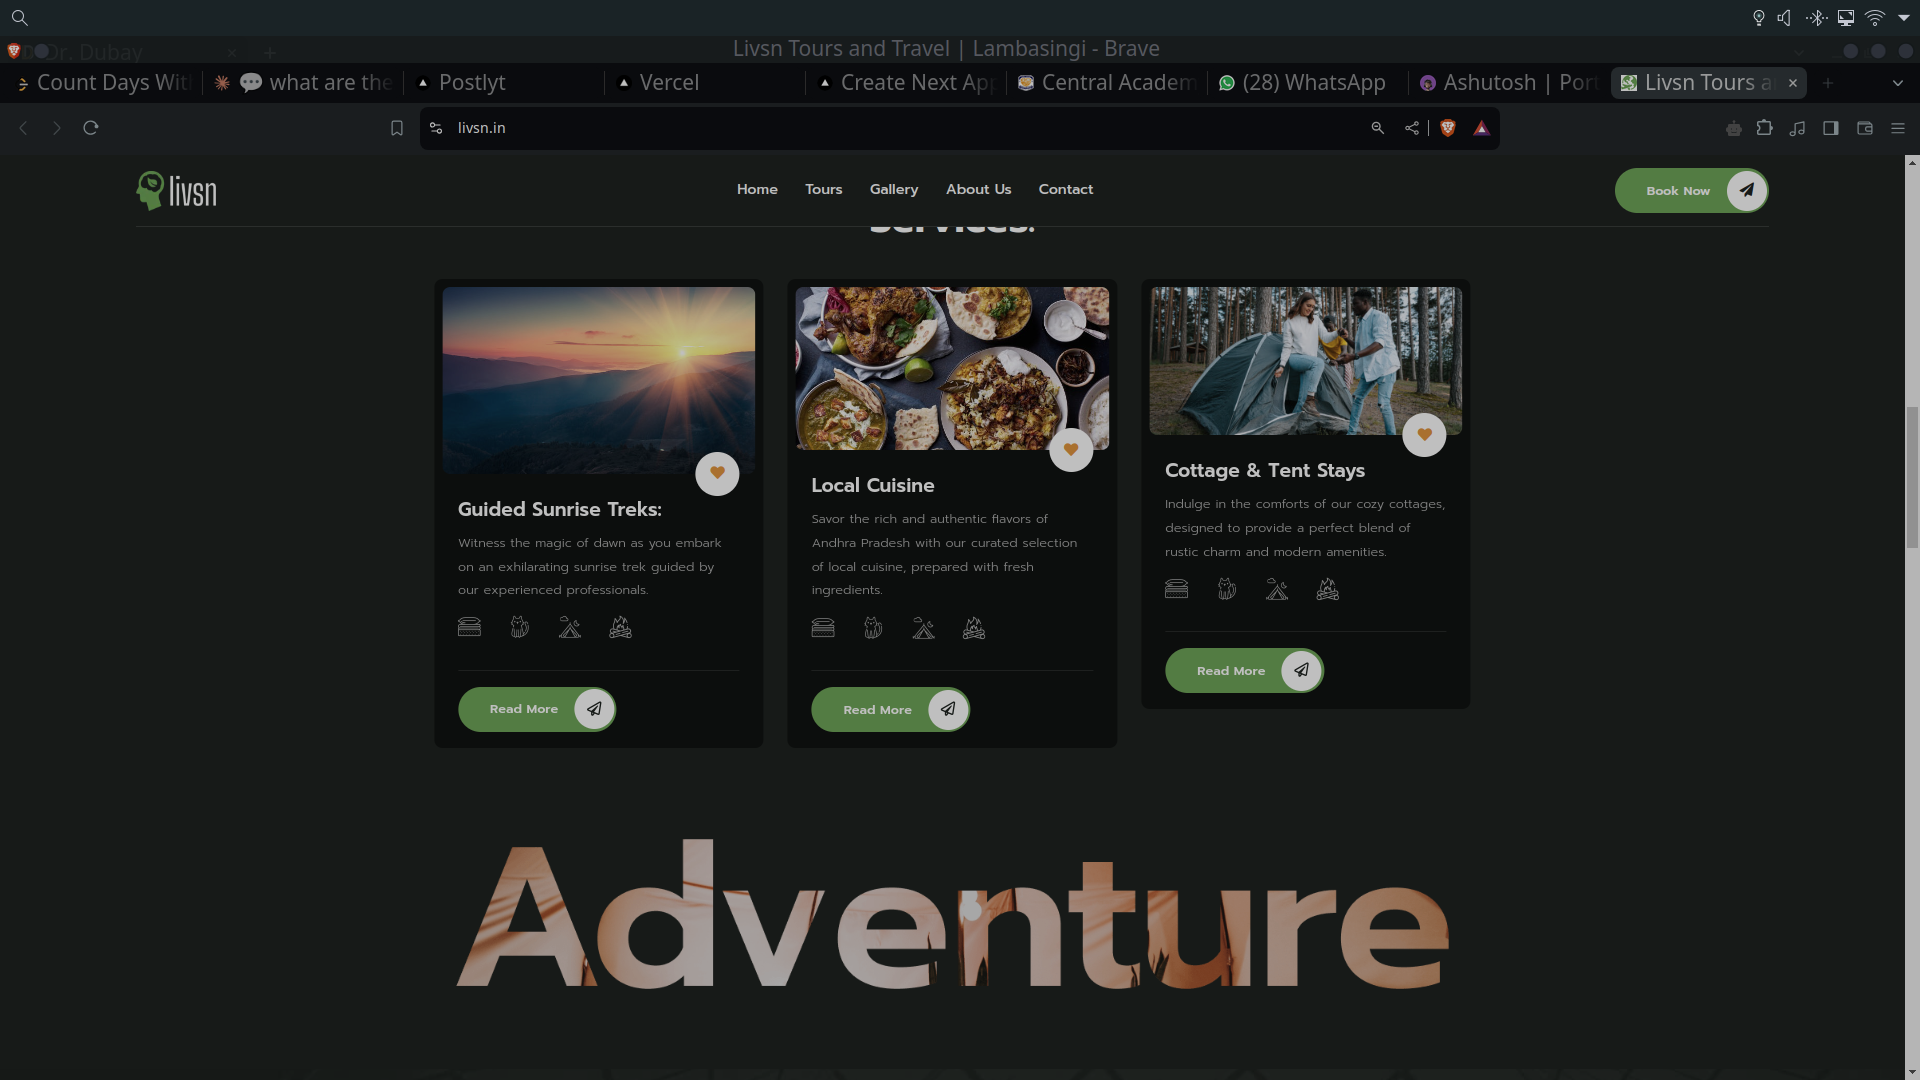 Dr. Dubay
Livsn Tours and Travel | Lambasingi - Brave
Count Days Wit
what are the
Postlyt
Vercel
Create Next App
Central Academ
(28) WhatsApp
Ashutosh | Port
Livsn Tours a
livsn.in
livsn
Home
Tours
Gallery
About Us
Contact
Book Now
Services:
Guided Sunrise Treks:
Witness the magic of dawn as you embark
on an exhilarating sunrise trek guided by
our experienced professionals.
Read More
Local Cuisine
Savor the rich and authentic flavors of
Andhra Pradesh with our curated selection
of local cuisine, prepared with fresh
ingredients.
Read More
Cottage & Tent Stays
Indulge in the comforts of our cozy cottages,
designed to provide a perfect blend of
rustic charm and modern amenities.
Read More
Adventure